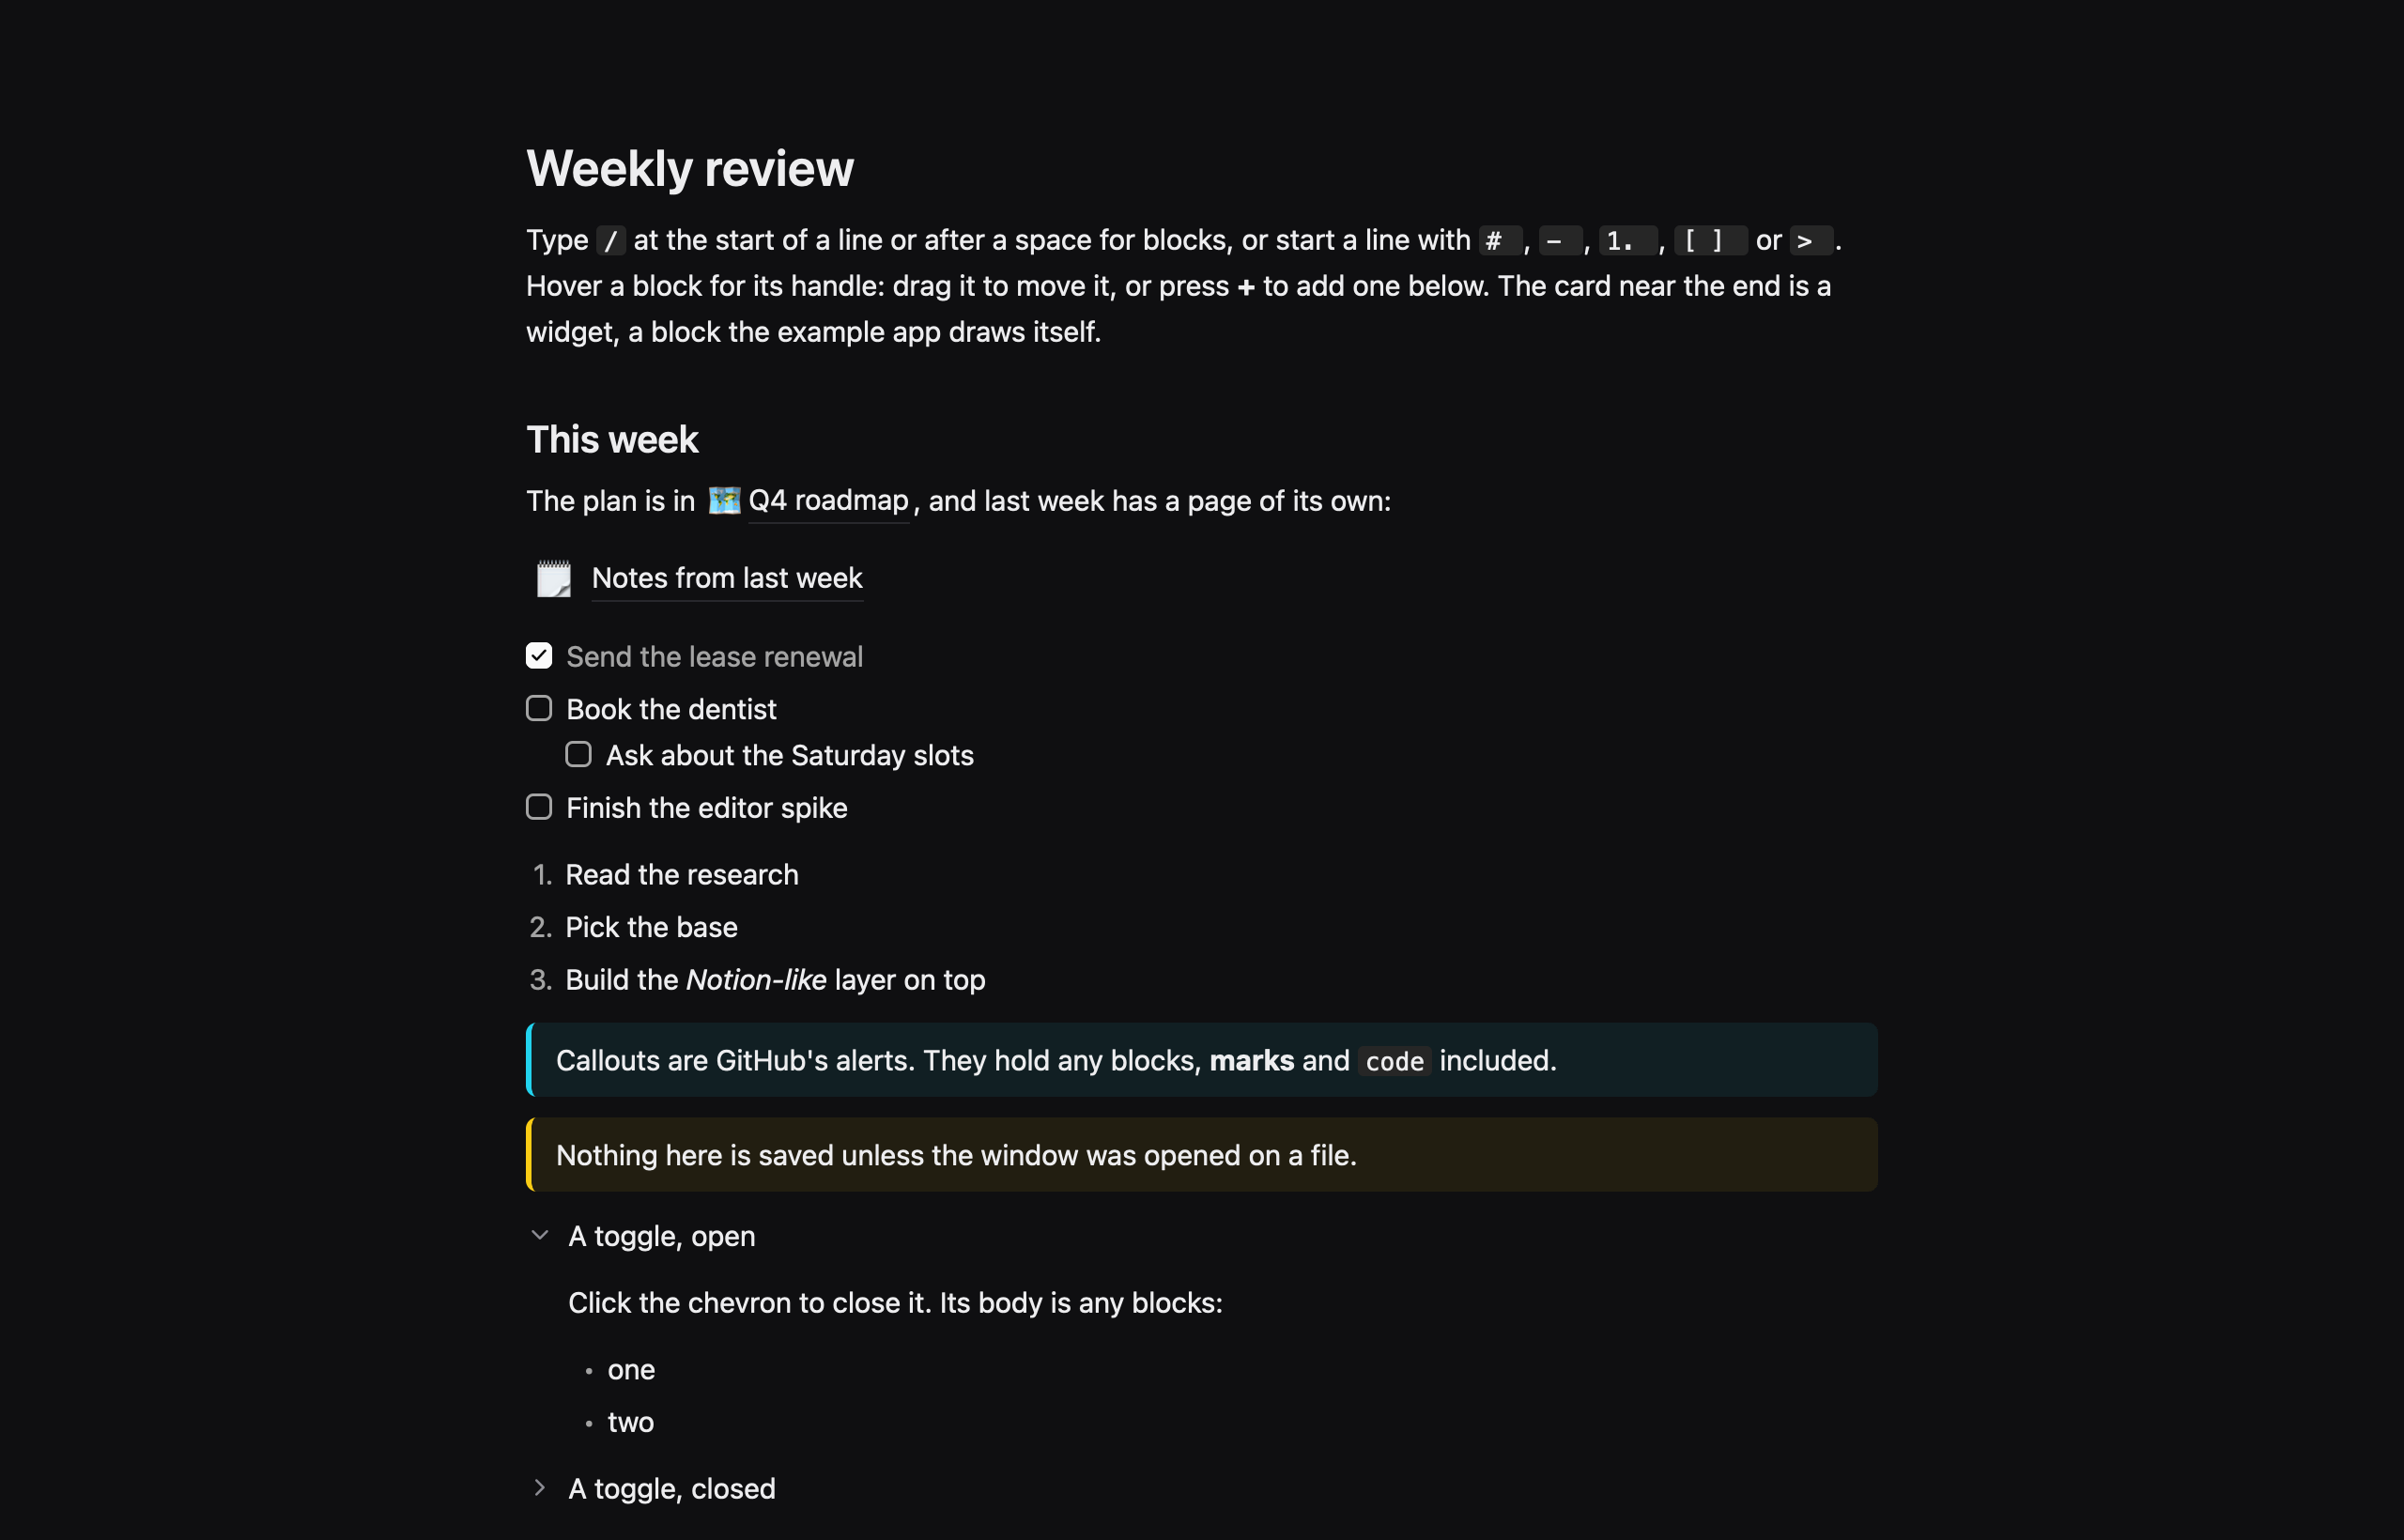 Weekly review
Type / at the start of a line or after a space for blocks, or start a line with # , - , 1. , [ ] or > .
Hover a block for its handle: drag it to move it, or press + to add one below. The card near the end is a
widget, a block the example app draws itself.
This week
The plan is in 🗺️ Q4 roadmap, and last week has a page of its own:
Notes from last week
Send the lease renewal
Book the dentist
Ask about the Saturday slots
Finish the editor spike
1. Read the research
2. Pick the base
3. Build the Notion-like layer on top
Callouts are GitHub's alerts. They hold any blocks, marks and code included.
Nothing here is saved unless the window was opened on a file.
A toggle, open
Click the chevron to close it. Its body is any blocks:
• one
• two
A toggle, closed